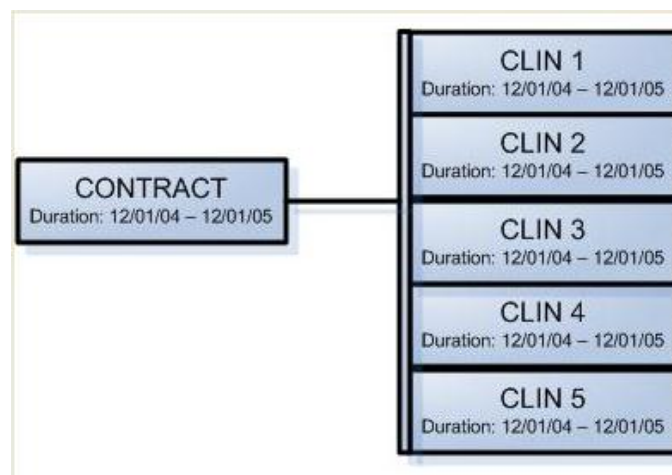 CONTRACT
Duration: 12/01/04 – 12/01/05
CLIN 1
Duration: 12/01/04 – 12/01/05
CLIN 2
Duration: 12/01/04 – 12/01/05
CLIN 3
Duration: 12/01/04 – 12/01/05
CLIN 4
Duration: 12/01/04 – 12/01/05
CLIN 5
Duration: 12/01/04 – 12/01/05